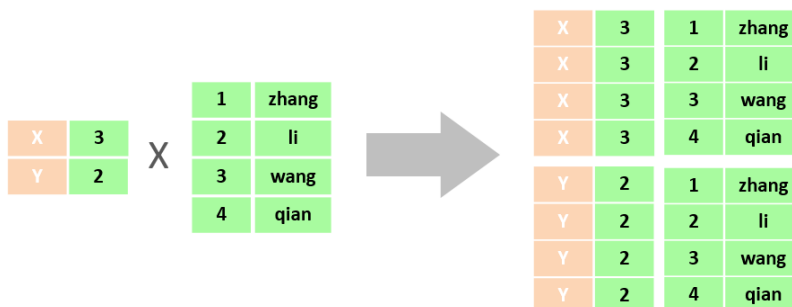 X 3
Y 2
X
1 zhang
2 li
3 wang
4 qian
X 3 1 zhang
X 3 2 li
X 3 3 wang
X 3 4 qian
Y 2 1 zhang
Y 2 2 li
Y 2 3 wang
Y 2 4 qian